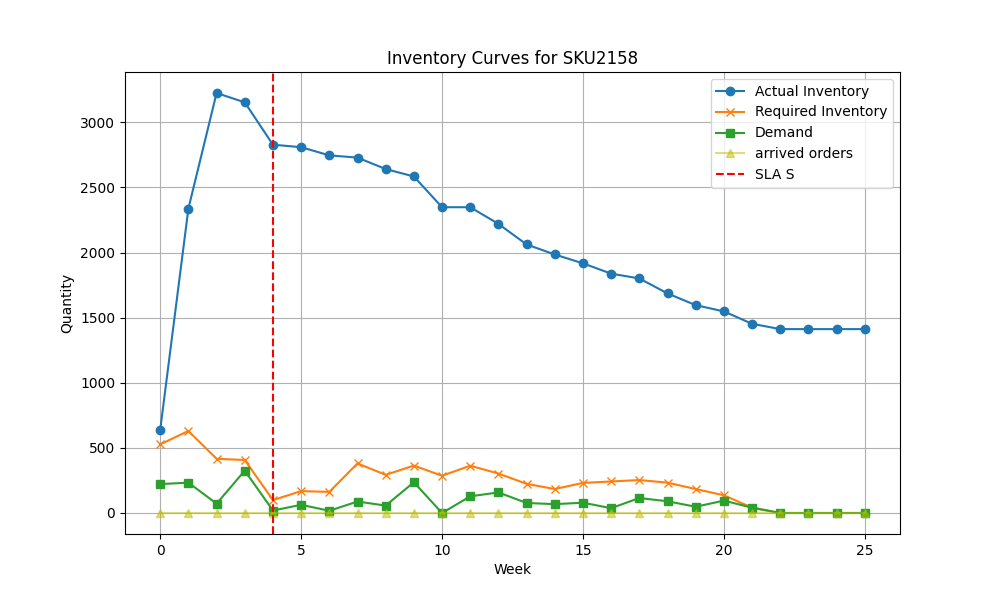 Inventory Curves for SKU2158
Actual Inventory
Required Inventory
Demand
arrived orders
SLA S
Quantity
3000
2500
2000
1500
1000
500
0
0 5 10 15 20 25
Week